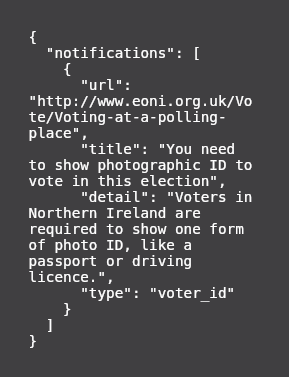 {
  "notifications": [
    {
      "url":
"http://www.eoni.org.uk/Vo
te/Voting-at-a-polling-
place",
      "title": "You need
to show photographic ID to
vote in this election",
      "detail": "Voters in
Northern Ireland are
required to show one form
of photo ID, like a
passport or driving
licence.",
      "type": "voter_id"
    }
  ]
}